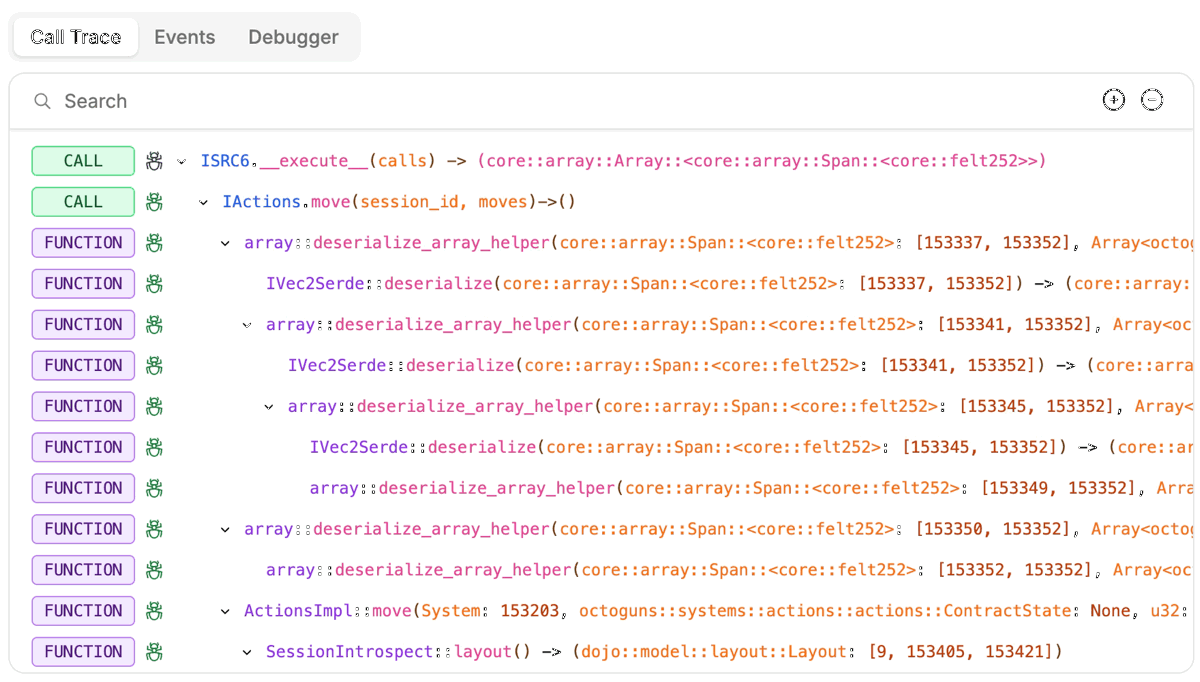 Call Trace Events Debugger
Search
CALL ISRC6.__execute__(calls) -> (core::array::Array::<core::array::Span::<core::felt252>>)
CALL IActions.move(session_id, moves)->()
FUNCTION array::deserialize_array_helper(core::array::Span::<core::felt252>: [153337, 153352], Array<octog
FUNCTION IVec2Serde::deserialize(core::array::Span::<core::felt252>: [153337, 153352]) -> (core::array:
FUNCTION array::deserialize_array_helper(core::array::Span::<core::felt252>: [153341, 153352], Array<oc
FUNCTION IVec2Serde::deserialize(core::array::Span::<core::felt252>: [153341, 153352]) -> (core::arra
FUNCTION array::deserialize_array_helper(core::array::Span::<core::felt252>: [153345, 153352], Array<
FUNCTION IVec2Serde::deserialize(core::array::Span::<core::felt252>: [153345, 153352]) -> (core::ar
FUNCTION array::deserialize_array_helper(core::array::Span::<core::felt252>: [153349, 153352], Arra
FUNCTION array::deserialize_array_helper(core::array::Span::<core::felt252>: [153350, 153352], Array<octog
FUNCTION array::deserialize_array_helper(core::array::Span::<core::felt252>: [153352, 153352], Array<oc
FUNCTION ActionsImpl::move(System: 153203, octoguns::systems::actions::actions::ContractState: None, u32:
FUNCTION SessionIntrospect::layout() -> (dojo::model::layout::Layout: [9, 153405, 153421])